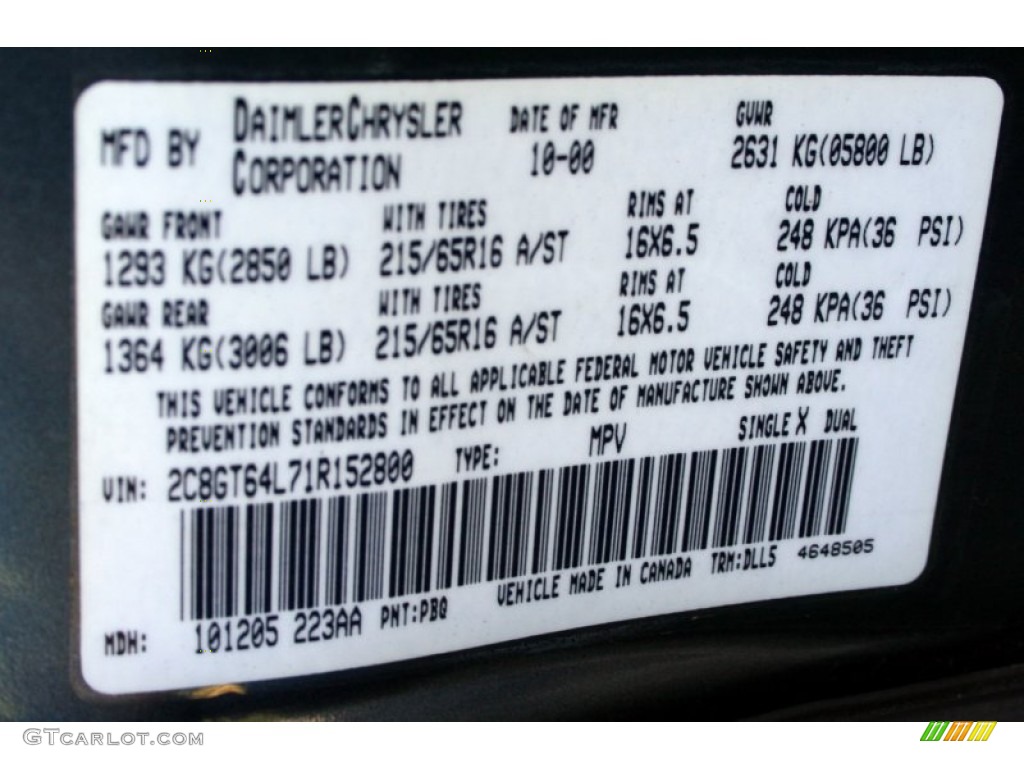 MFD BY DAIMLERCHRYSLER CORPORATION DATE OF MFR 10-00 GVWR 2631 KG(05800 LB)
GAWR FRONT WITH TIRES RIMS AT COLD
1293 KG(2850 LB) 215/65R16 A/ST 16X6.5 248 KPA(36 PSI)
GAWR REAR WITH TIRES RIMS AT COLD
1364 KG(3006 LB) 215/65R16 A/ST 16X6.5 248 KPA(36 PSI)
THIS VEHICLE CONFORMS TO ALL APPLICABLE FEDERAL MOTOR VEHICLE SAFETY AND THEFT
PREVENTION STANDARDS IN EFFECT ON THE DATE OF MANUFACTURE SHOWN ABOVE.
VIN: 2C8GT64L71R152800 TYPE: MPV SINGLE X DUAL
VEHICLE MADE IN CANADA TRM:DLL5 4648505
MDH: 101205 223AA PNT:PBQ
GTCARLOT.COM